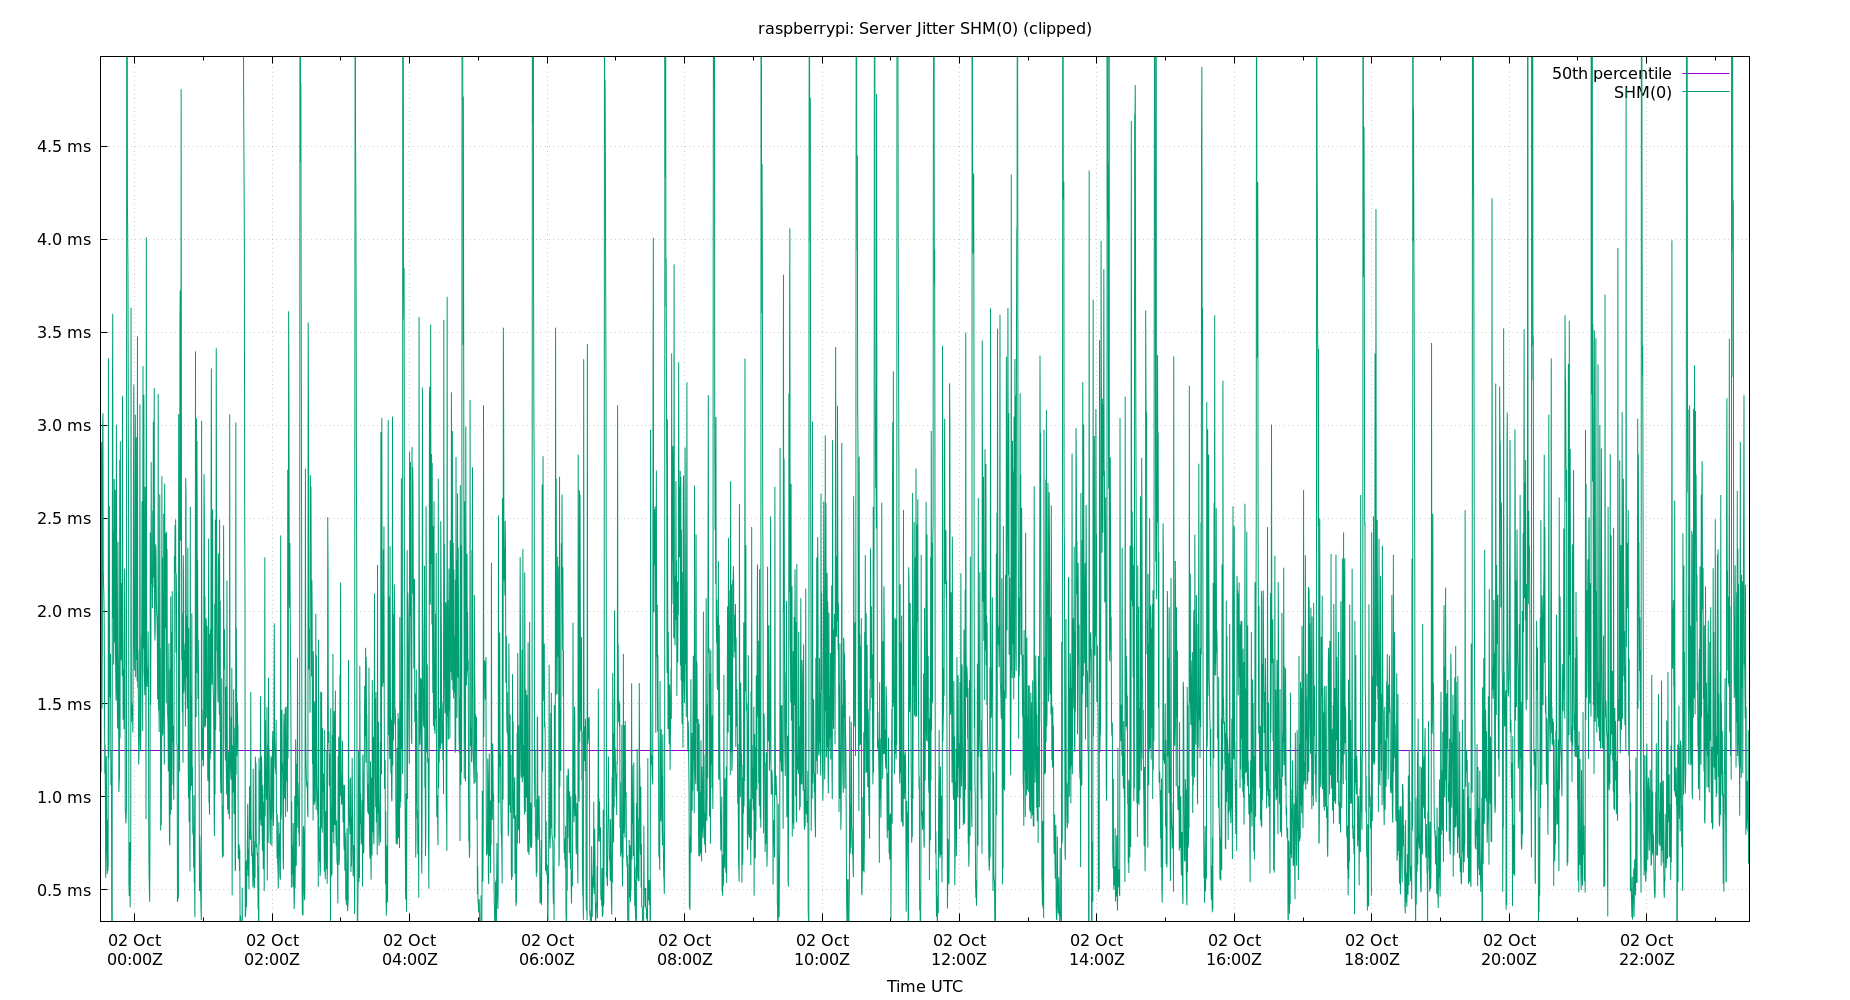 raspberrypi: Server Jitter SHM(0) (clipped)
50th percentile
SHM(0)
4.5 ms
4.0 ms
3.5 ms
3.0 ms
2.5 ms
2.0 ms
1.5 ms
1.0 ms
0.5 ms
02 Oct 02 Oct 02 Oct 02 Oct 02 Oct 02 Oct 02 Oct 02 Oct 02 Oct 02 Oct 02 Oct 02 Oct
00:00Z 02:00Z 04:00Z 06:00Z 08:00Z 10:00Z 12:00Z 14:00Z 16:00Z 18:00Z 20:00Z 22:00Z
Time UTC